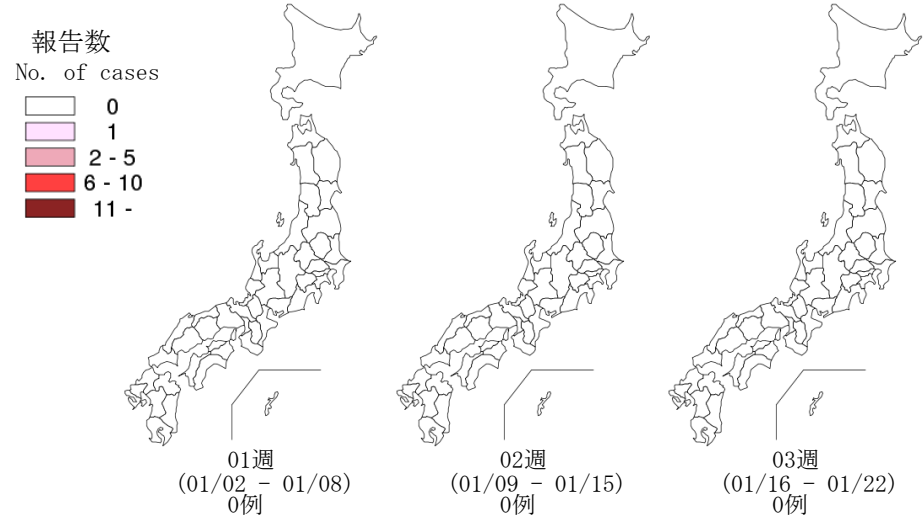 報告数
No. of cases
0
1
2 - 5
6 - 10
11 -
01週
(01/02 - 01/08)
0例
02週
(01/09 - 01/15)
0例
03週
(01/16 - 01/22)
0例